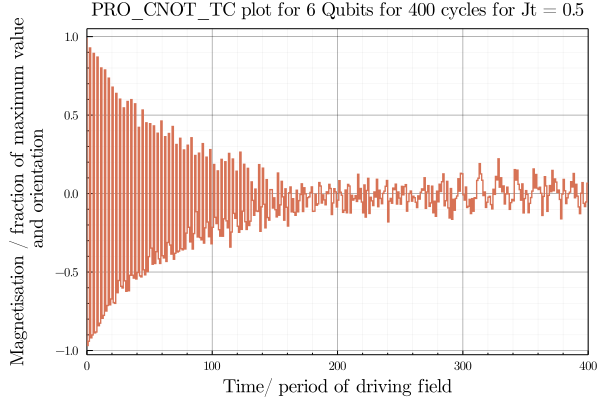 PRO_CNOT_TC plot for 6 Qubits for 400 cycles for Jt = 0.5
Magnetisation / fraction of maximum value
and orientation
1.0
0.5
0.0
−0.5
−1.0
0 100 200 300 400
Time/ period of driving field